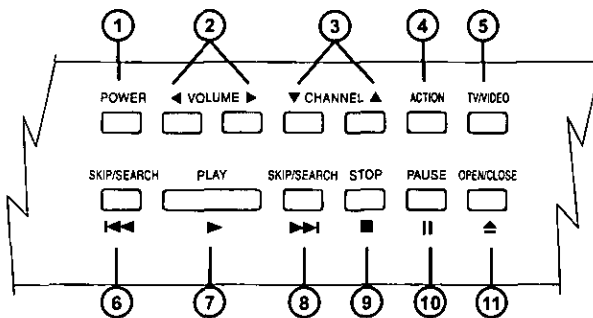 1 2 3 4 5
POWER ◀ VOLUME ▶ ▼ CHANNEL ▲ ACTION TV/VIDEO
SKIP/SEARCH PLAY SKIP/SEARCH STOP PAUSE OPEN/CLOSE
6 7 8 9 10 11